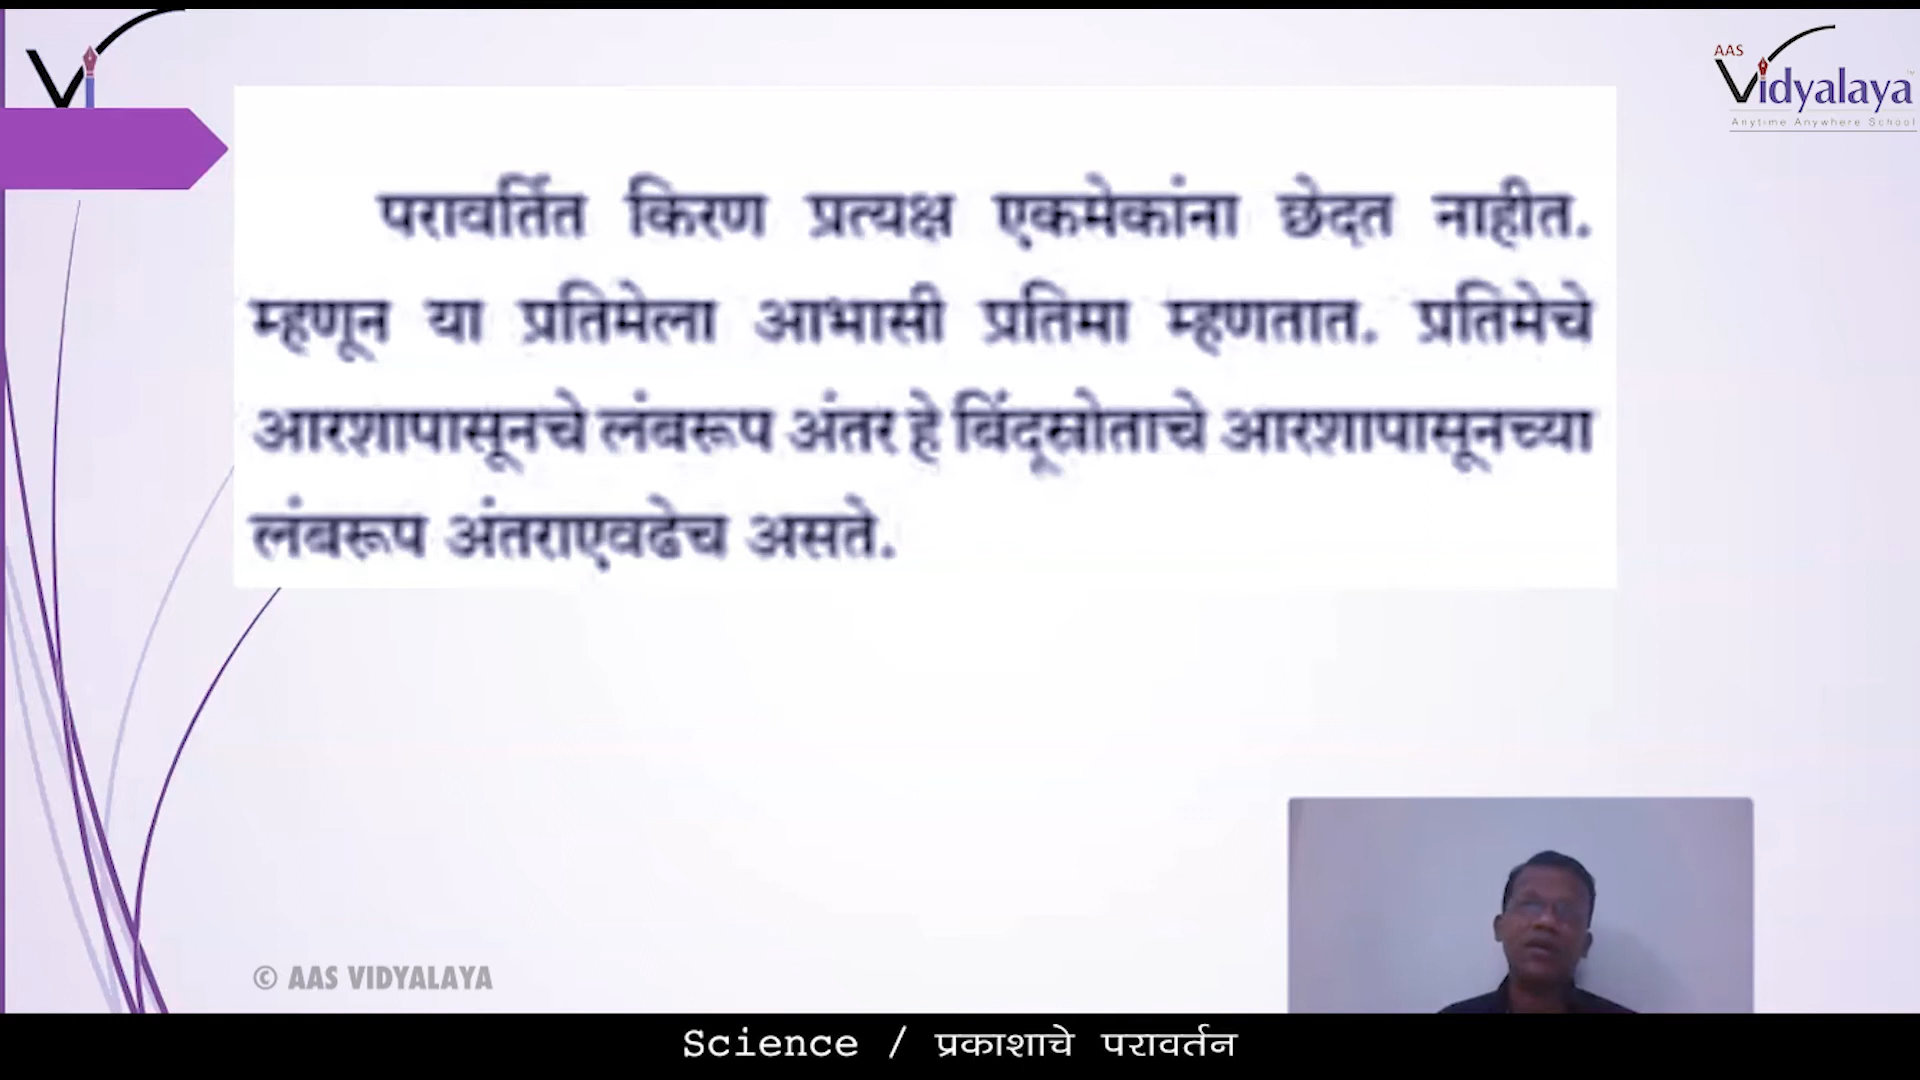 AAS
Vidyalaya
Anytime Anywhere School
परावर्तित किरण प्रत्यक्ष एकमेकांना छेदत नाहीत.
म्हणून या प्रतिमेला आभासी प्रतिमा म्हणतात. प्रतिमेचे
आरशापासूनचे लंबरूप अंतर हे बिंदूस्रोताचे आरशापासूनच्या
लंबरूप अंतराएवढेच असते.
© AAS VIDYALAYA
Science / प्रकाशाचे परावर्तन